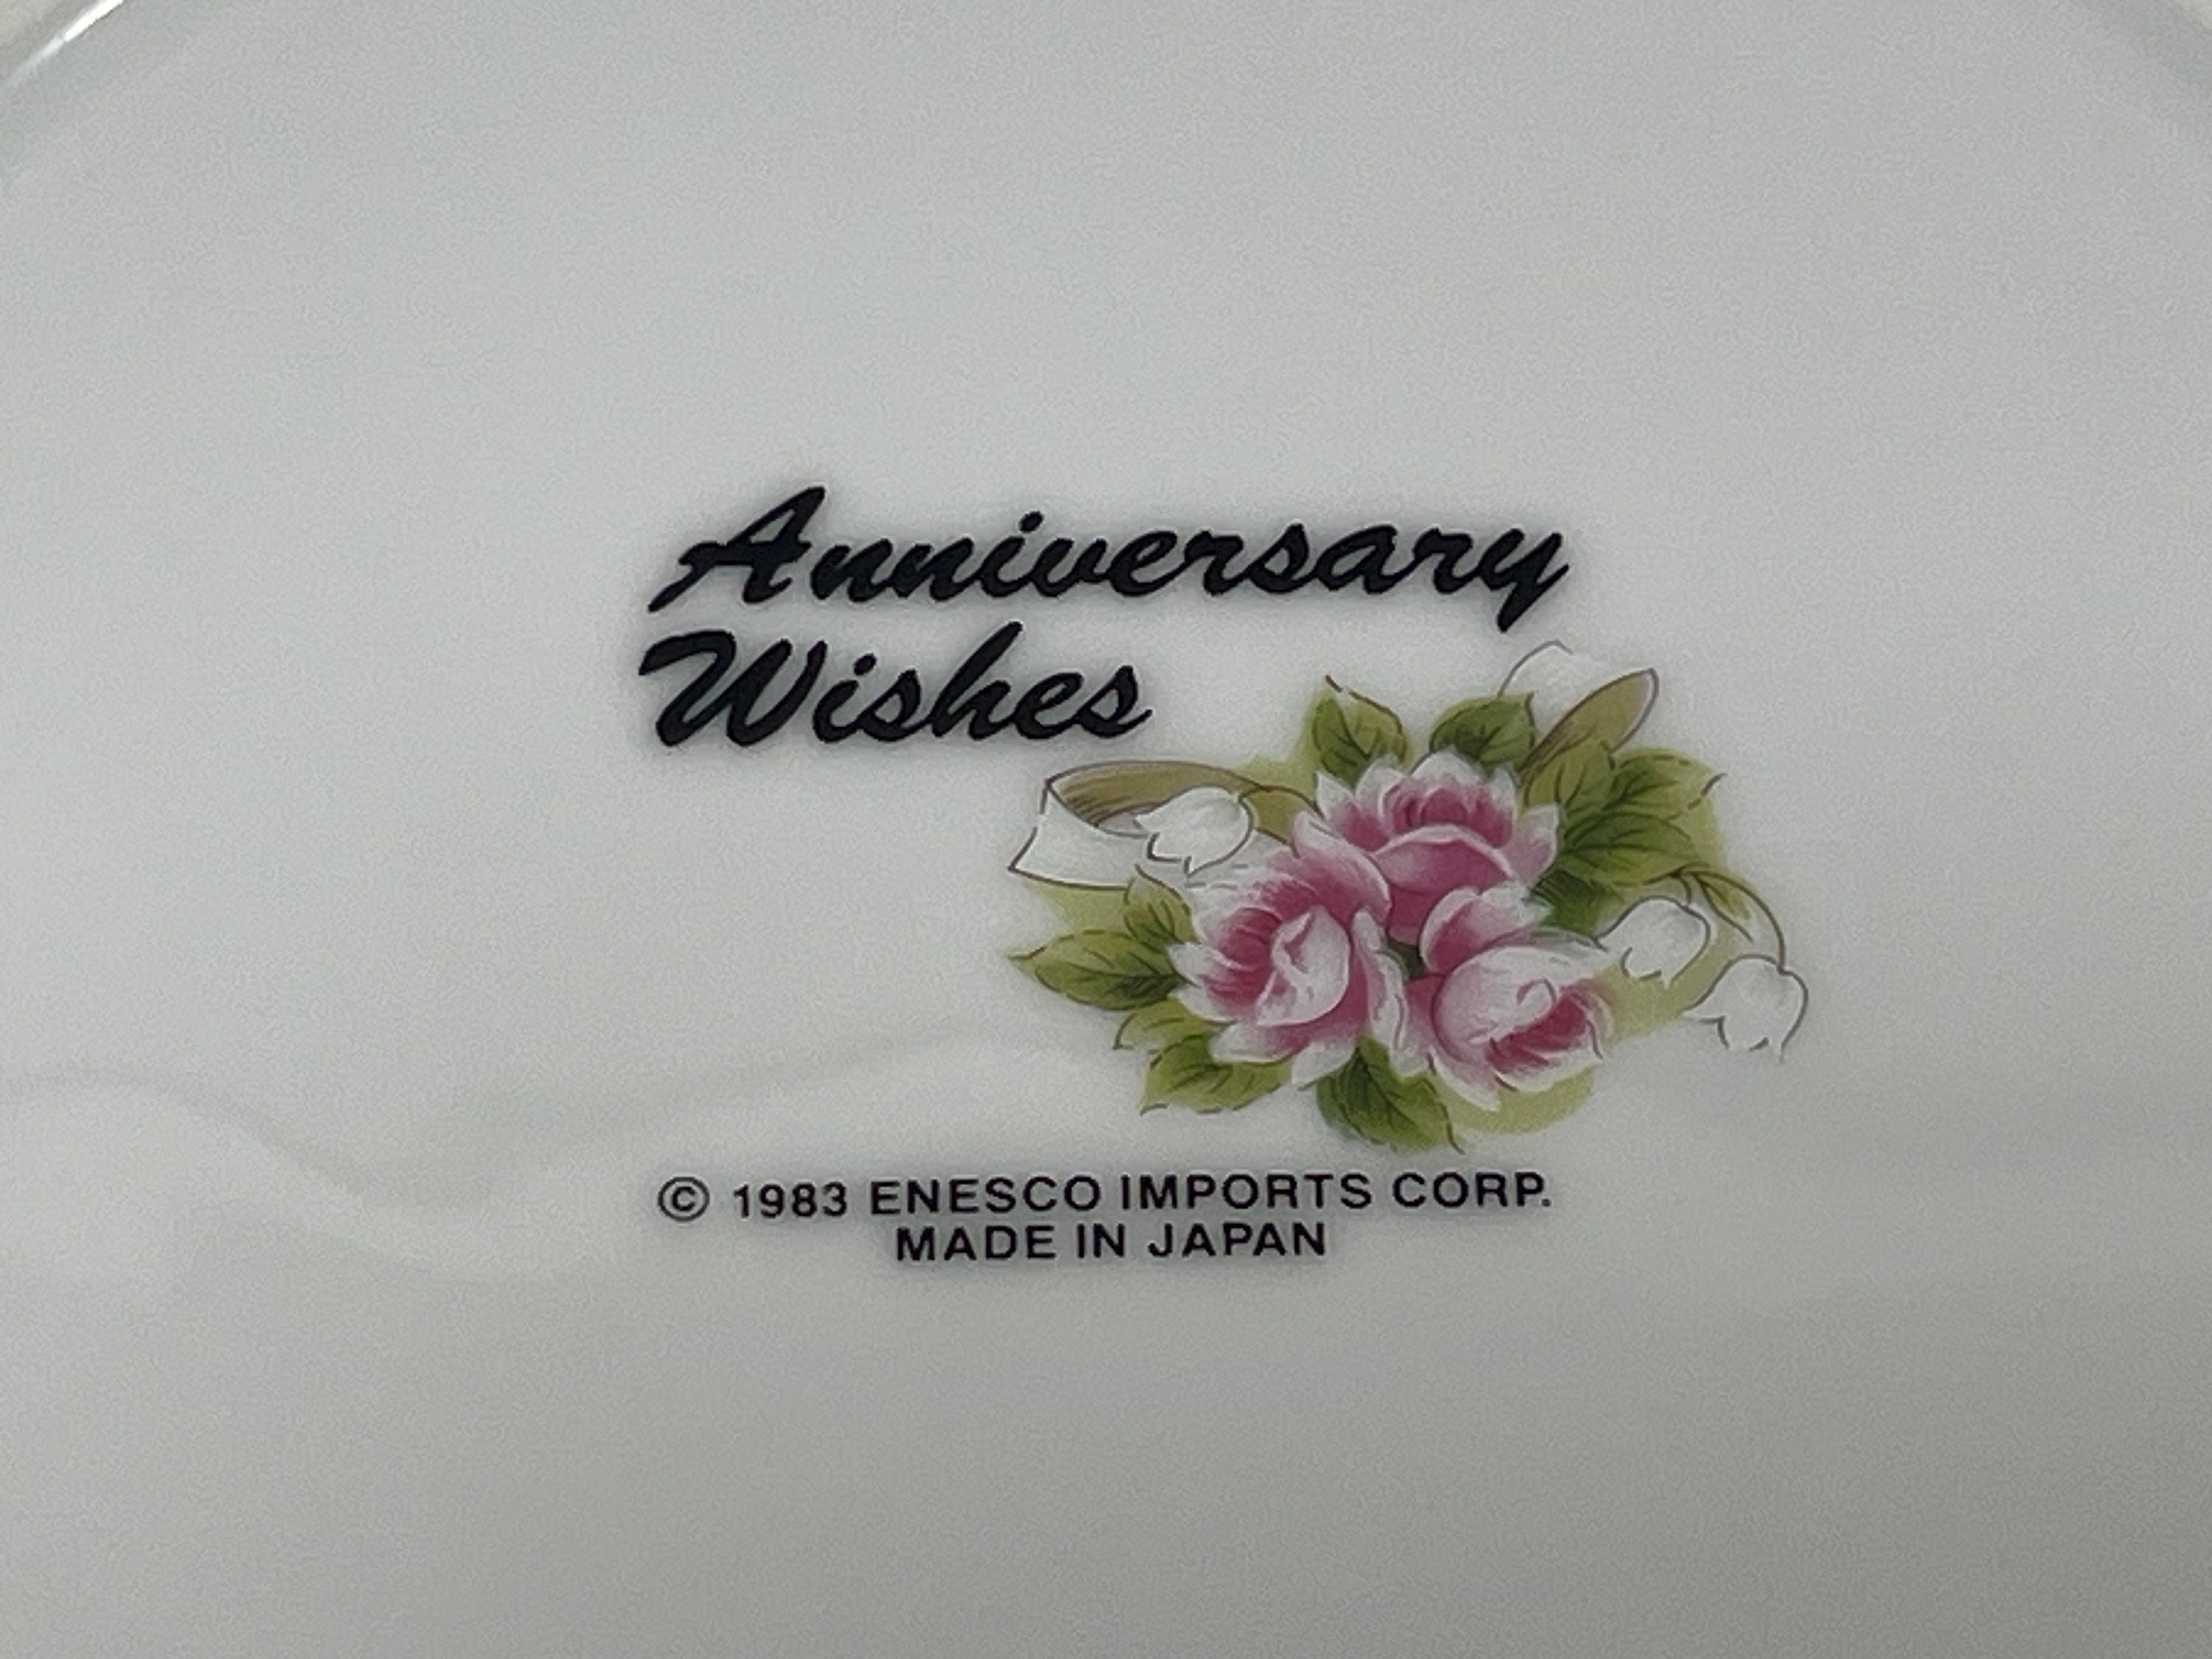 Anniversary
Wishes
© 1983 ENESCO IMPORTS CORP.
MADE IN JAPAN